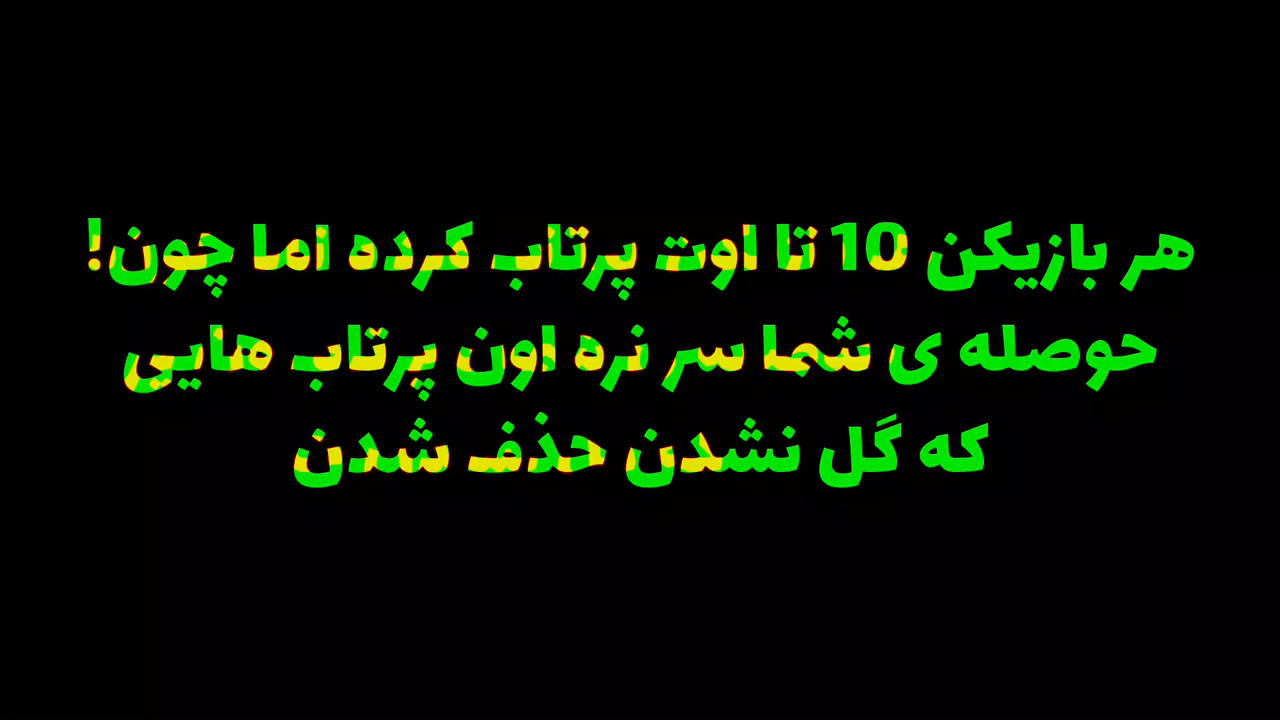 هر بازیکن 10 تا اوت پرتاب کرده اما چون!
حوصله ی شما سر نره اون پرتاب هایی
که گل نشدن حذف شدن